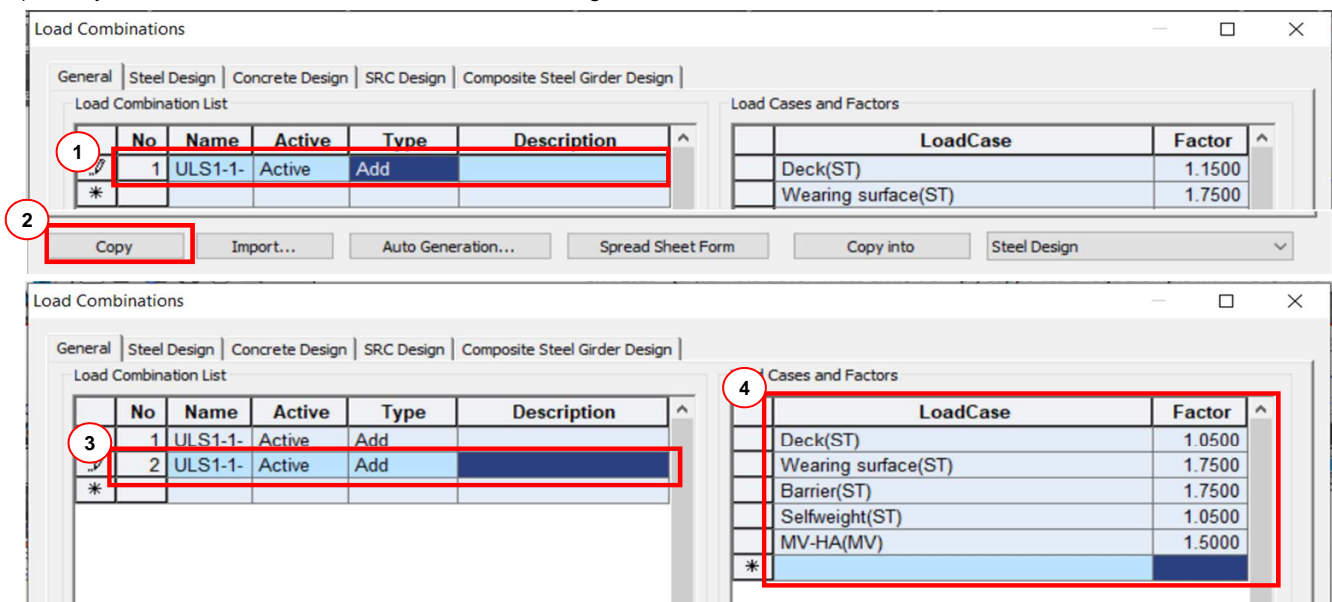 Load Combinations
General Steel Design Concrete Design SRC Design Composite Steel Girder Design
Load Combination List Load Cases and Factors
No Name Active Type Description LoadCase Factor
1
1 ULS1-1- Active Add Deck(ST) 1.1500
* Wearing surface(ST) 1.7500
2
Copy Import... Auto Generation... Spread Sheet Form Copy into Steel Design
Load Combinations
General Steel Design Concrete Design SRC Design Composite Steel Girder Design
Load Combination List Cases and Factors
4
No Name Active Type Description LoadCase Factor
3
1 ULS1-1- Active Add Deck(ST) 1.0500
2 ULS1-1- Active Add Wearing surface(ST) 1.7500
* Barrier(ST) 1.7500
Selfweight(ST) 1.0500
MV-HA(MV) 1.5000
*